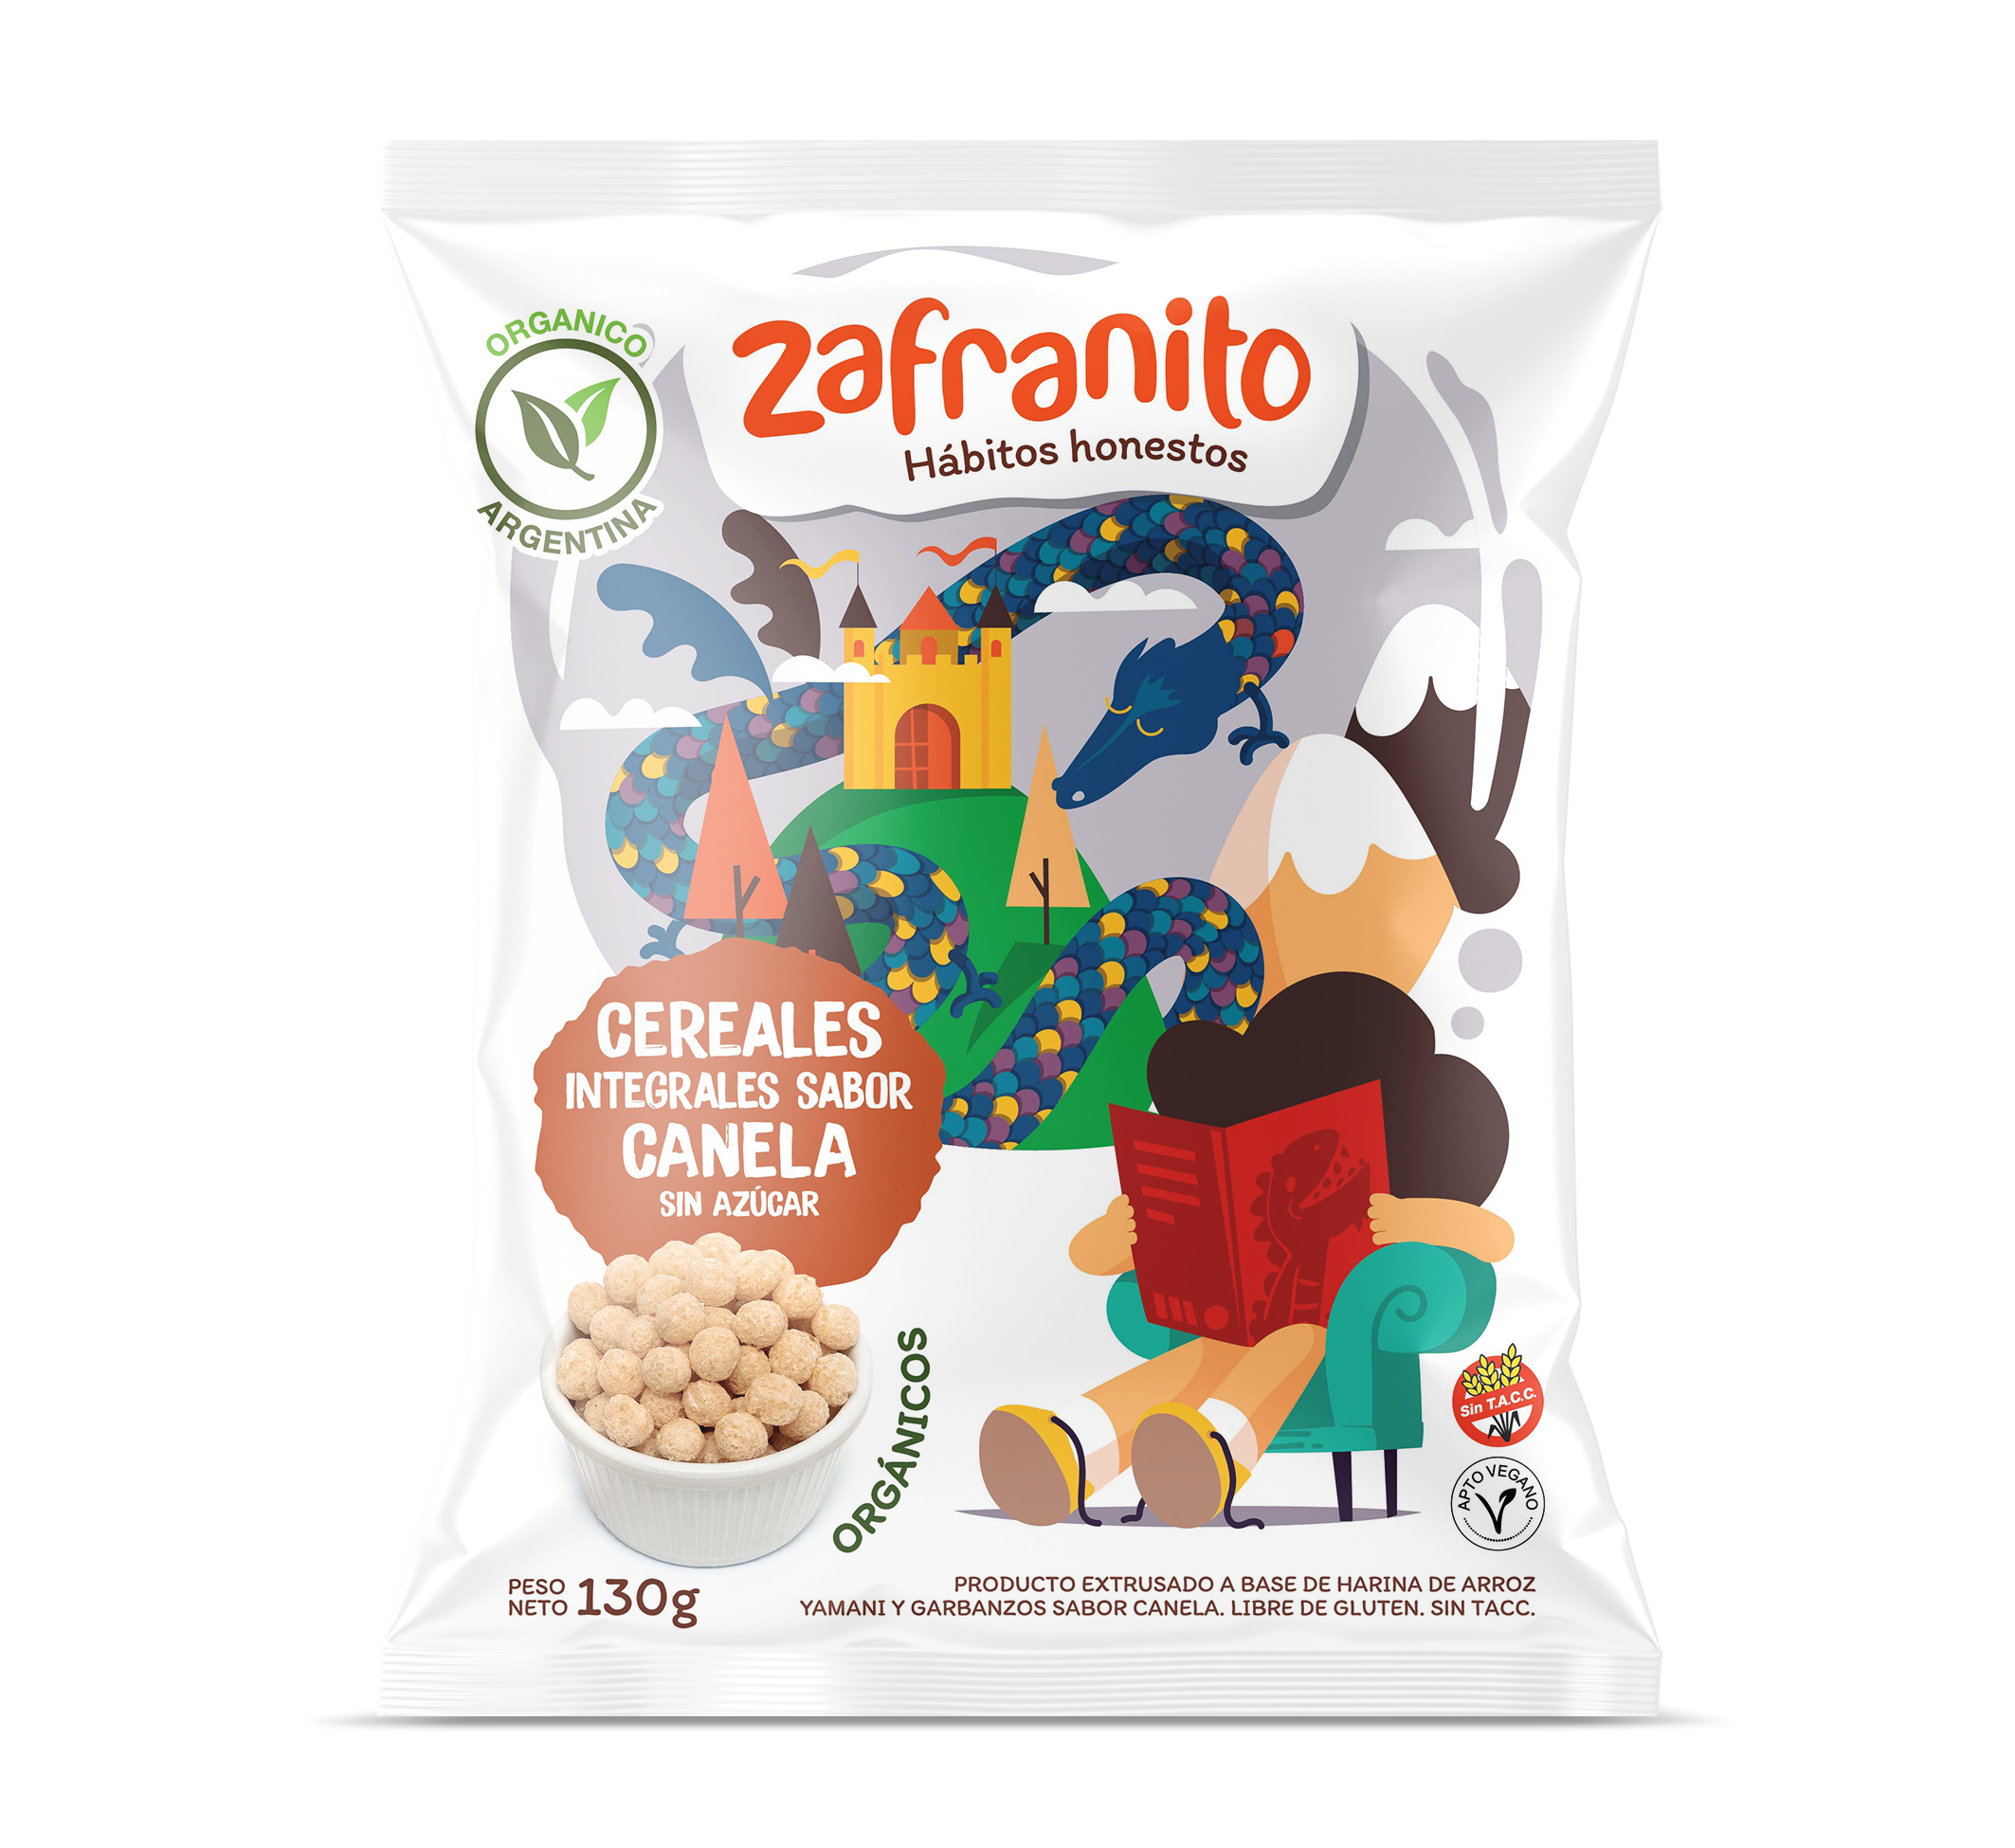 ORGANICO
ARGENTINA
zafranito
Hábitos honestos
CEREALES
INTEGRALES SABOR
CANELA
SIN AZÚCAR
ORGÁNICOS
Sin T.A.C.C.
APTO VEGANO
PESO
NETO 130g
PRODUCTO EXTRUSADO A BASE DE HARINA DE ARROZ
YAMANI Y GARBANZOS SABOR CANELA. LIBRE DE GLUTEN. SIN TACC.